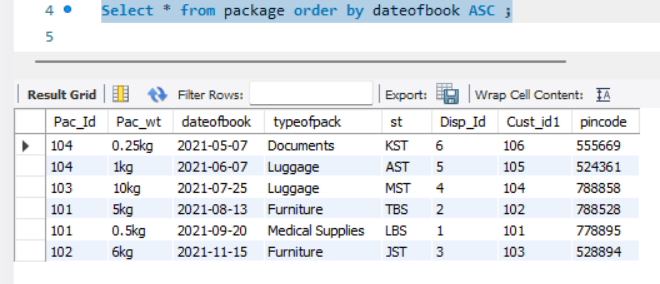 4 Select * from package order by dateofbook ASC ;
5
Result Grid Filter Rows: Export: Wrap Cell Content: IA
Pac_Id Pac_wt dateofbook typeofpack st Disp_Id Cust_id1 pincode
104 0.25kg 2021-05-07 Documents KST 6 106 555669
104 1kg 2021-06-07 Luggage AST 5 105 524361
103 10kg 2021-07-25 Luggage MST 4 104 788858
101 5kg 2021-08-13 Furniture TBS 2 102 788528
101 0.5kg 2021-09-20 Medical Supplies LBS 1 101 778895
102 6kg 2021-11-15 Furniture JST 3 103 528894